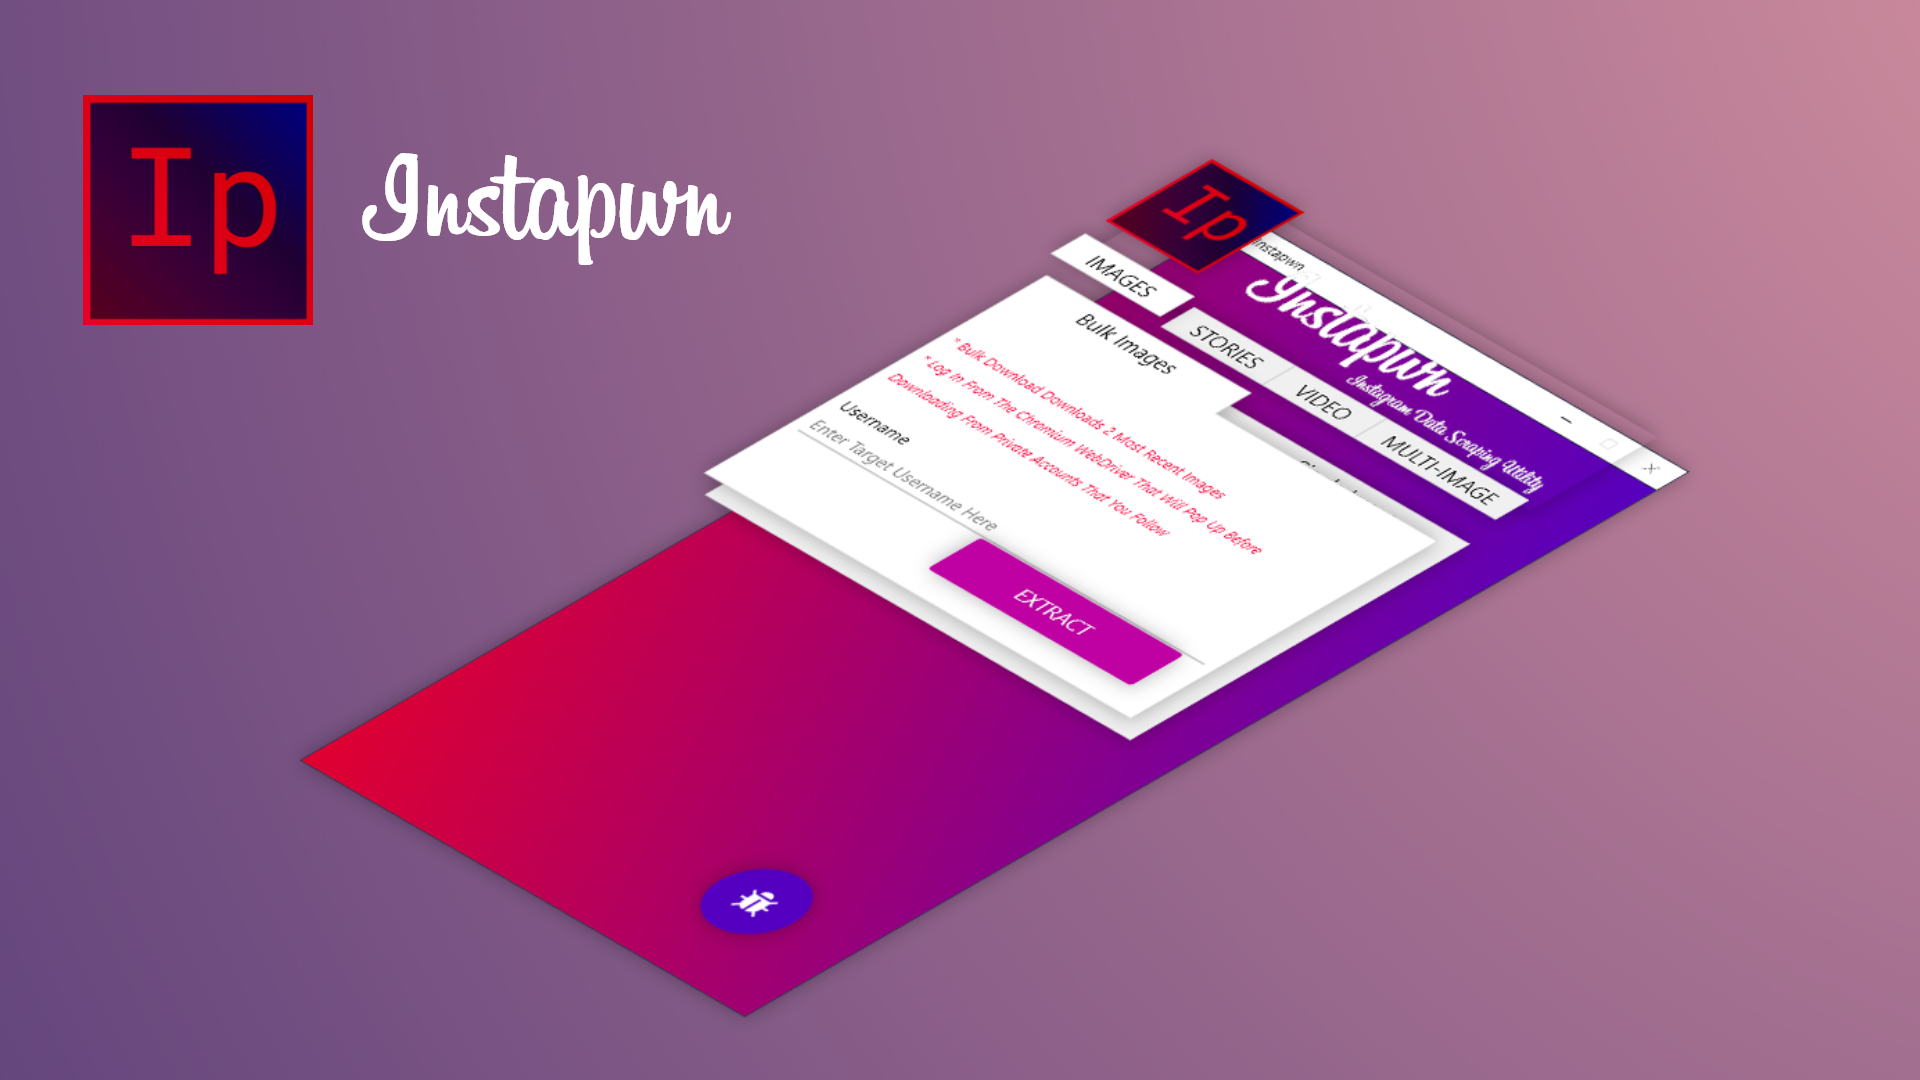 Ip
Instapwn
Ip
Instapwn
Instapwn
Instagram Data Scraping Utility
IMAGES
STORIES
VIDEO
MULTI-IMAGE
Bulk Images
* Bulk Download Downloads 2 Most Recent Images
* Log In From The Chromium WebDriver That Will Pop Up Before
Downloading From Private Accounts That You Follow
Username
Enter Target Username Here
EXTRACT